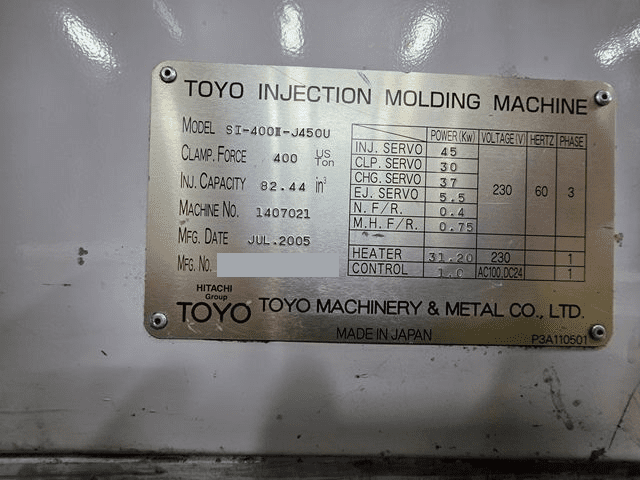 TOYO INJECTION MOLDING MACHINE
MODEL SI-400Ⅲ-J450U
CLAMP. FORCE 400 US Ton
INJ. CAPACITY 82.44 in³
MACHINE NO. 1407021
MFG. DATE JUL.2005
MFG. NO.
POWER (Kw) VOLTAGE (V) HERTZ PHASE
INJ. SERVO 45
CLP. SERVO 30
CHG. SERVO 37
EJ. SERVO 5.5
N. F/R. 0.4
M.H. F/R. 0.75
230 60 3
HEATER 31.20 230 1
CONTROL 1.0 AC100,DC24 1
HITACHI
Group
TOYO TOYO MACHINERY & METAL CO., LTD.
MADE IN JAPAN
P3A110501